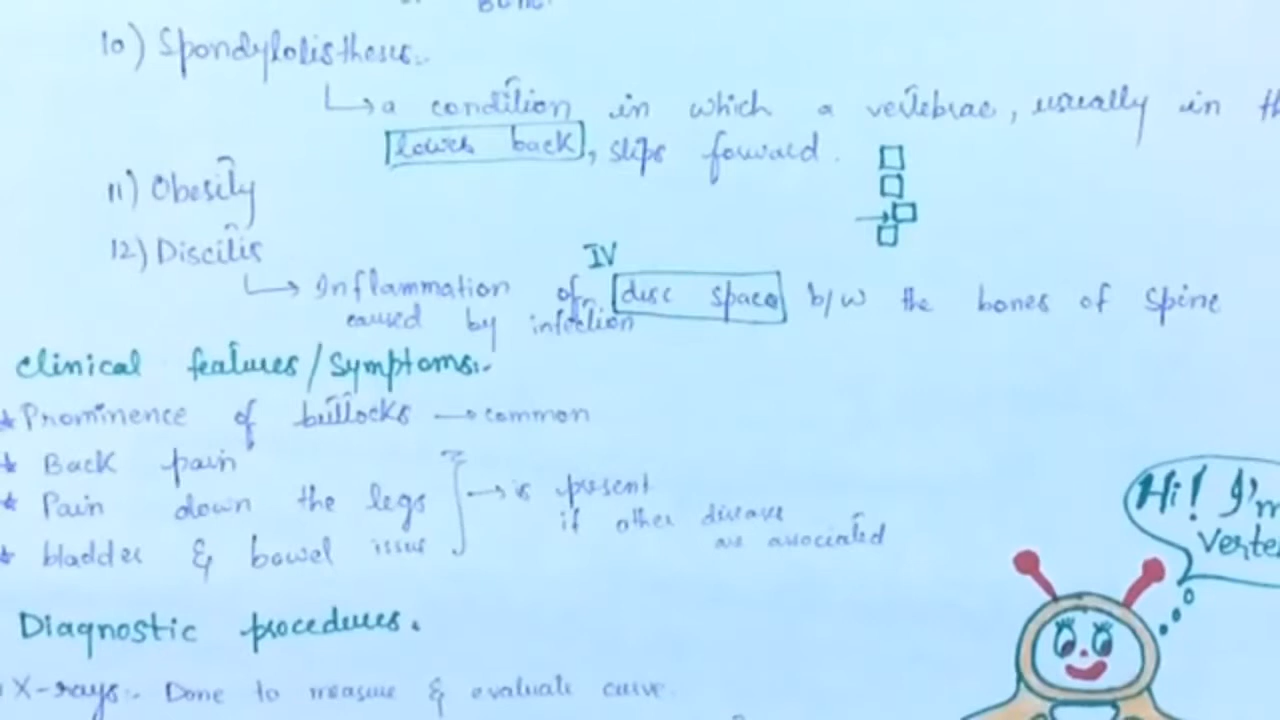 10) Spondylolisthesis:-
↳ a condition in which a vertebrae, usually in th
lower back, slips forward.
11) Obesity
12) Discitis
IV
↳ Inflammation of disc space b/w the bones of spine
caused by infection
Clinical features/Symptoms:-
* Prominence of buttocks → common
* Back pain
* Pain down the legs → is present
if other disease
* bladder & bowel issues are associated
Hi! I'm
Verte
Diagnostic procedures.
X-rays:- Done to measure & evaluate curve.